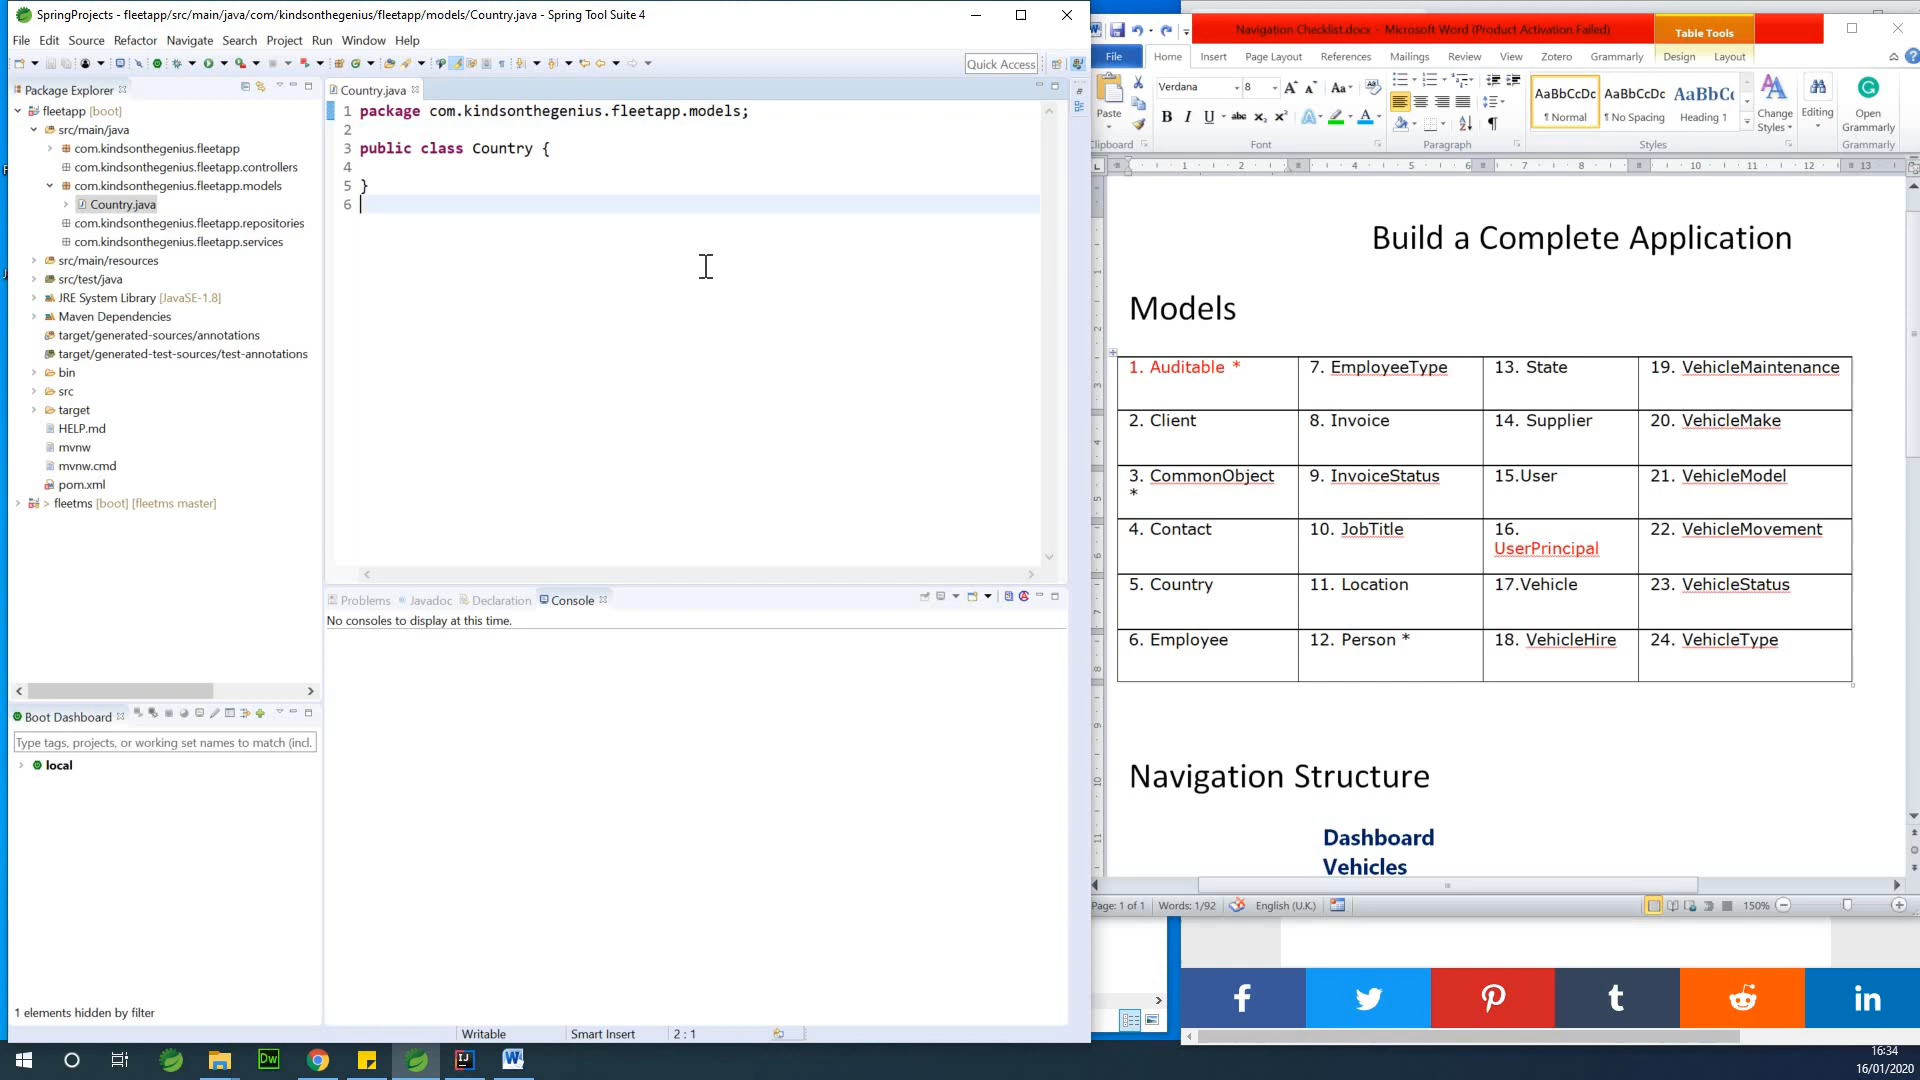 SpringProjects - fleetapp/src/main/java/com/kindsonthegenius/fleetapp/models/Country.java - Spring Tool Suite 4
File Edit Source Refactor Navigate Search Project Run Window Help
Quick Access
Package Explorer
fleetapp [boot]
src/main/java
com.kindsonthegenius.fleetapp
com.kindsonthegenius.fleetapp.controllers
com.kindsonthegenius.fleetapp.models
Country.java
com.kindsonthegenius.fleetapp.repositories
com.kindsonthegenius.fleetapp.services
src/main/resources
src/test/java
JRE System Library [JavaSE-1.8]
Maven Dependencies
target/generated-sources/annotations
target/generated-test-sources/test-annotations
bin
src
target
HELP.md
mvnw
mvnw.cmd
pom.xml
> fleetms [boot] [fleetms master]
Boot Dashboard
Type tags, projects, or working set names to match (incl.
local
1 elements hidden by filter
Country.java
1 package com.kindsonthegenius.fleetapp.models;
2
3 public class Country {
4
5 }
6
Problems Javadoc Declaration Console
No consoles to display at this time.
Writable Smart Insert 2 : 1
Navigation Checklist.docx - Microsoft Word (Product Activation Failed)
Table Tools
File Home Insert Page Layout References Mailings Review View Zotero Grammarly Design Layout
Paste
Verdana 8
AaBbCcDc AaBbCcDc AaBbCc
¶ Normal ¶ No Spacing Heading 1
Change Styles
Editing
Open Grammarly
Clipboard Font Paragraph Styles Grammarly
Build a Complete Application
Models
1. Auditable * 7. EmployeeType 13. State 19. VehicleMaintenance
2. Client 8. Invoice 14. Supplier 20. VehicleMake
3. CommonObject * 9. InvoiceStatus 15.User 21. VehicleModel
4. Contact 10. JobTitle 16. UserPrincipal 22. VehicleMovement
5. Country 11. Location 17.Vehicle 23. VehicleStatus
6. Employee 12. Person * 18. VehicleHire 24. VehicleType
Navigation Structure
Dashboard
Vehicles
Page: 1 of 1 Words: 1/92 English (U.K.) 150%
16:34
16/01/2020